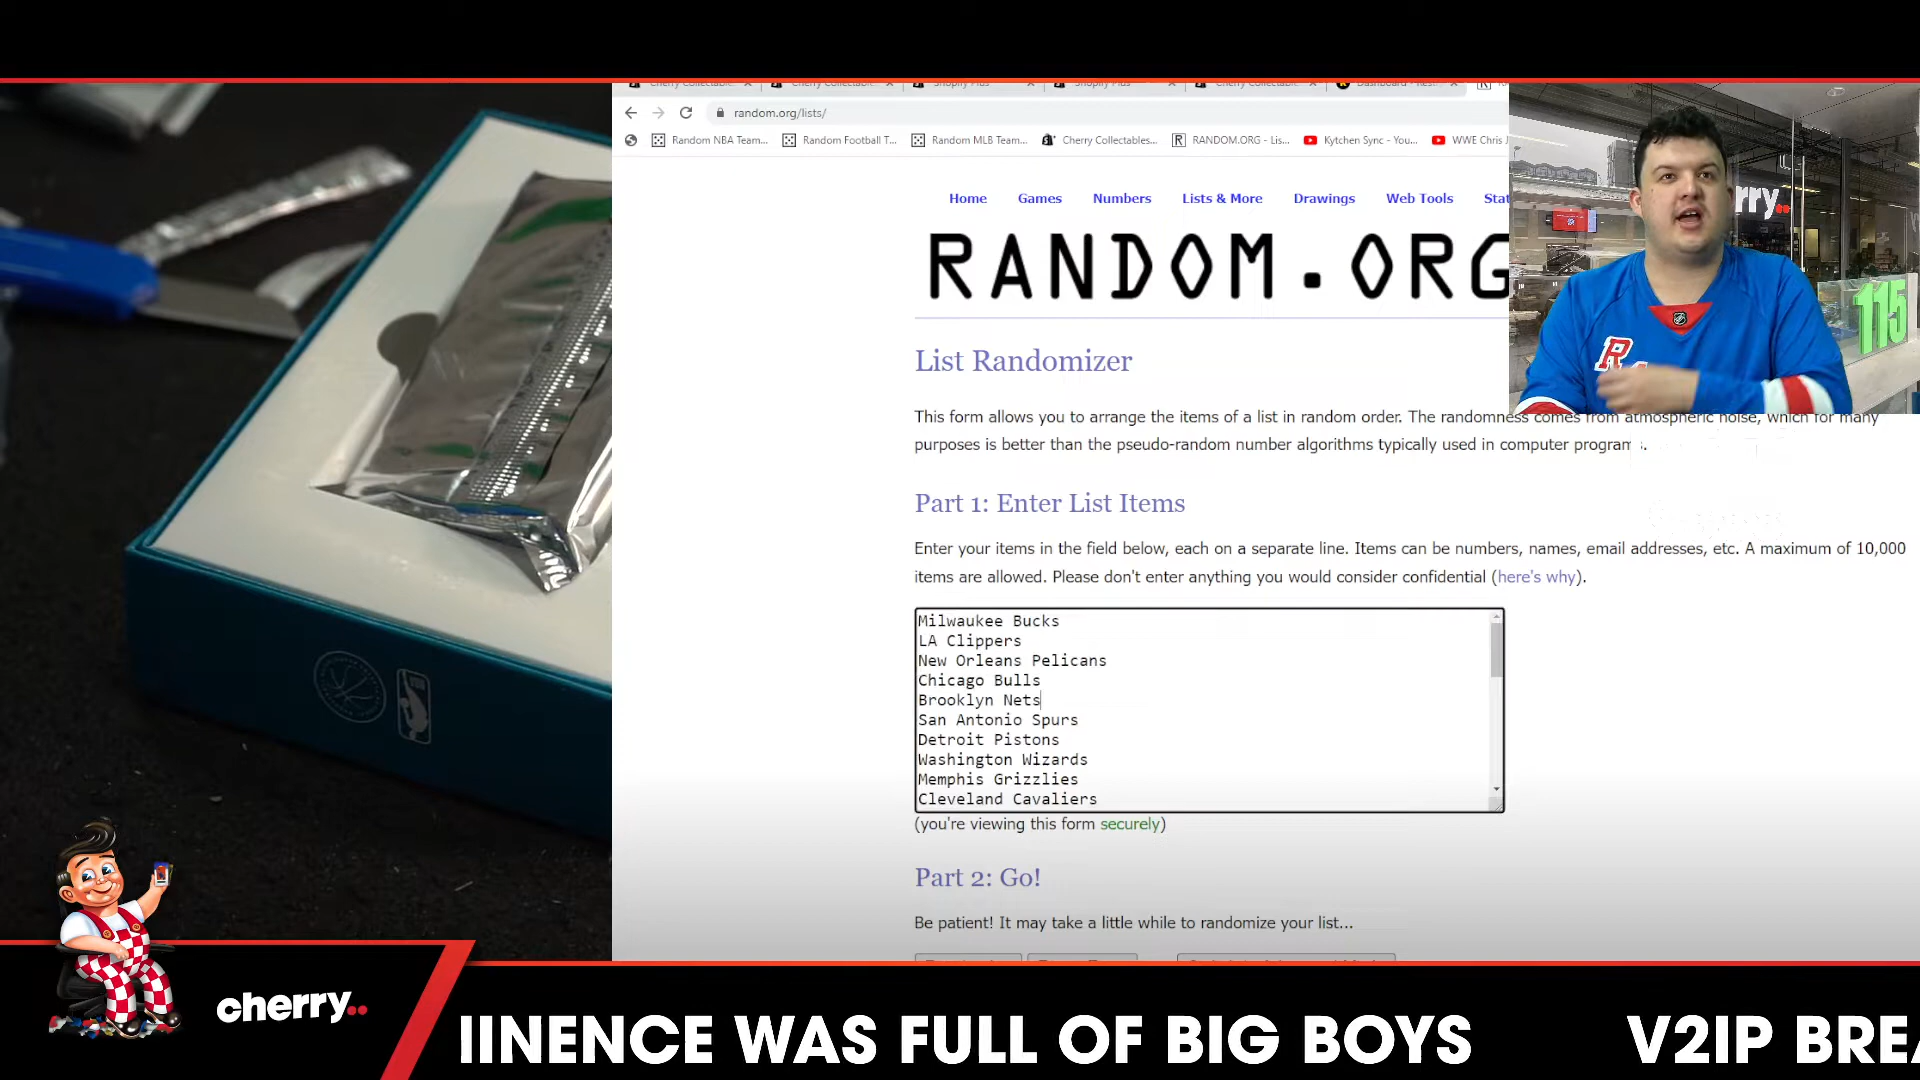 random.org/lists/
Random NBA Team... Random Football T... Random MLB Team... Cherry Collectables... RANDOM.ORG - Lis... Kytchen Sync - You... WWE Chris J
Home Games Numbers Lists & More Drawings Web Tools Stat
RANDOM.ORG
rry..
115
List Randomizer
This form allows you to arrange the items of a list in random order. The randomness comes from atmospheric noise, which for many
purposes is better than the pseudo-random number algorithms typically used in computer programs.
Part 1: Enter List Items
Enter your items in the field below, each on a separate line. Items can be numbers, names, email addresses, etc. A maximum of 10,000
items are allowed. Please don't enter anything you would consider confidential (here's why).
Milwaukee Bucks
LA Clippers
New Orleans Pelicans
Chicago Bulls
Brooklyn Nets
San Antonio Spurs
Detroit Pistons
Washington Wizards
Memphis Grizzlies
Cleveland Cavaliers
(you're viewing this form securely)
Part 2: Go!
Be patient! It may take a little while to randomize your list...
cherry..
IINENCE WAS FULL OF BIG BOYS V2IP BREA